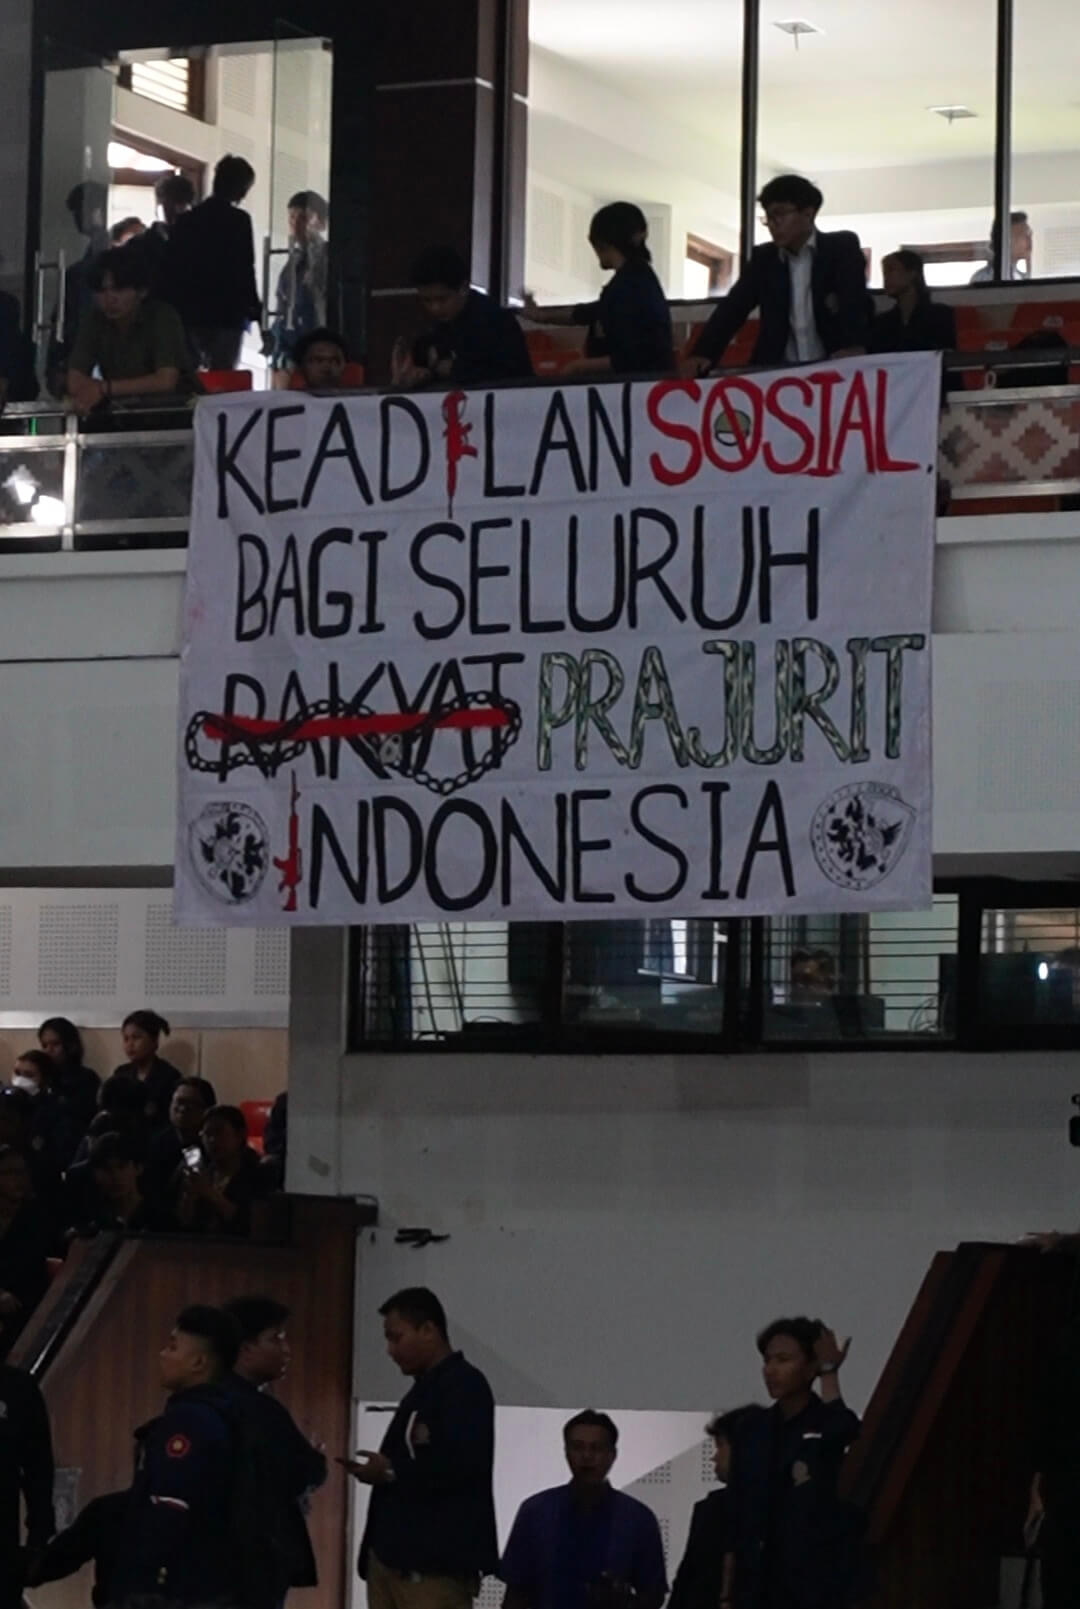 KEADILAN SOSIAL.
BAGI SELURUH
RAKYAT PRAJURIT
INDONESIA